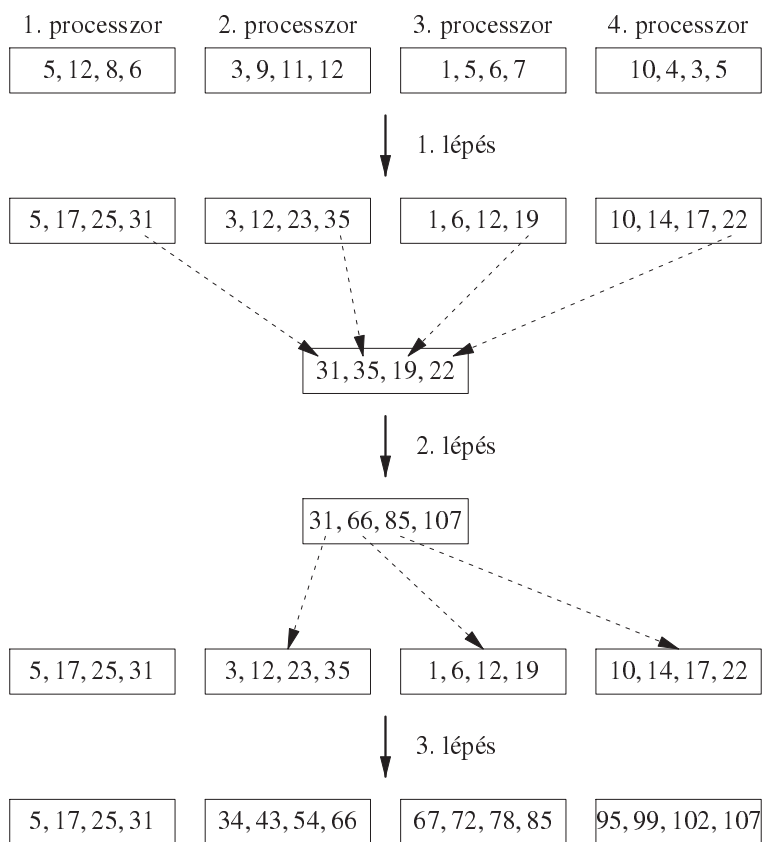 1. processzor 2. processzor 3. processzor 4. processzor
5, 12, 8, 6 3, 9, 11, 12 1, 5, 6, 7 10, 4, 3, 5
1. lépés
5, 17, 25, 31 3, 12, 23, 35 1, 6, 12, 19 10, 14, 17, 22
31, 35, 19, 22
2. lépés
31, 66, 85, 107
5, 17, 25, 31 3, 12, 23, 35 1, 6, 12, 19 10, 14, 17, 22
3. lépés
5, 17, 25, 31 34, 43, 54, 66 67, 72, 78, 85 95, 99, 102, 107